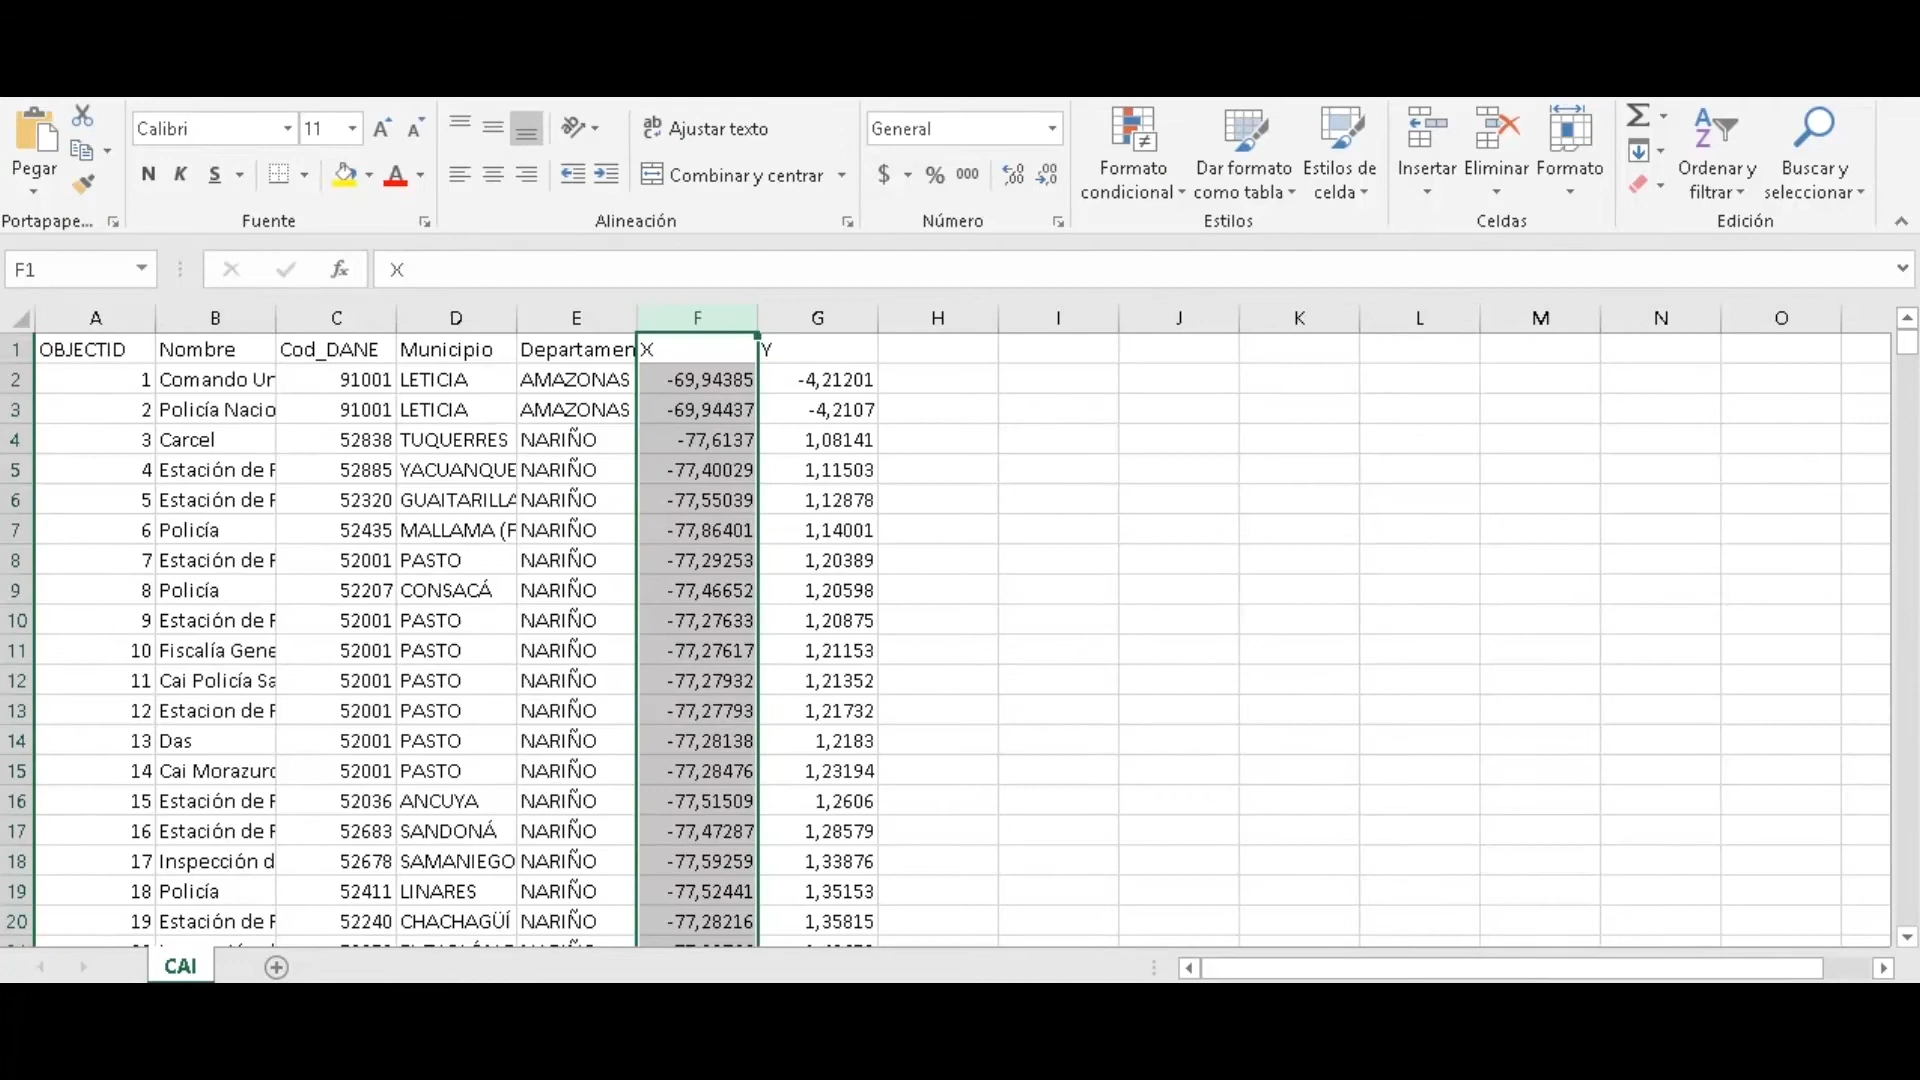 Pegar
Portapape...
Calibri 11 A A
N K S A
Fuente
ab c Ajustar texto
Combinar y centrar
Alineación
General
$ % 000 ,00 ,00
Número
Formato condicional
Dar formato como tabla
Estilos de celda
Estilos
Insertar Eliminar Formato
Celdas
Σ
Ordenar y filtrar
Buscar y seleccionar
Edición
F1 fx X
A B C D E F G H I J K L M N O
1 OBJECTID Nombre Cod_DANE Municipio Departamen X Y
2 1 Comando Ur 91001 LETICIA AMAZONAS -69,94385 -4,21201
3 2 Policía Nacio 91001 LETICIA AMAZONAS -69,94437 -4,2107
4 3 Carcel 52838 TUQUERRES NARIÑO -77,6137 1,08141
5 4 Estación de P 52885 YACUANQUE NARIÑO -77,40029 1,11503
6 5 Estación de P 52320 GUAITARILLA NARIÑO -77,55039 1,12878
7 6 Policía 52435 MALLAMA (P NARIÑO -77,86401 1,14001
8 7 Estación de P 52001 PASTO NARIÑO -77,29253 1,20389
9 8 Policía 52207 CONSACÁ NARIÑO -77,46652 1,20598
10 9 Estación de P 52001 PASTO NARIÑO -77,27633 1,20875
11 10 Fiscalía Gene 52001 PASTO NARIÑO -77,27617 1,21153
12 11 Cai Policía Sa 52001 PASTO NARIÑO -77,27932 1,21352
13 12 Estacion de P 52001 PASTO NARIÑO -77,27793 1,21732
14 13 Das 52001 PASTO NARIÑO -77,28138 1,2183
15 14 Cai Morazurc 52001 PASTO NARIÑO -77,28476 1,23194
16 15 Estación de P 52036 ANCUYA NARIÑO -77,51509 1,2606
17 16 Estación de P 52683 SANDONÁ NARIÑO -77,47287 1,28579
18 17 Inspección d 52678 SAMANIEGO NARIÑO -77,59259 1,33876
19 18 Policía 52411 LINARES NARIÑO -77,52441 1,35153
20 19 Estación de P 52240 CHACHAGÜÍ NARIÑO -77,28216 1,35815
CAI